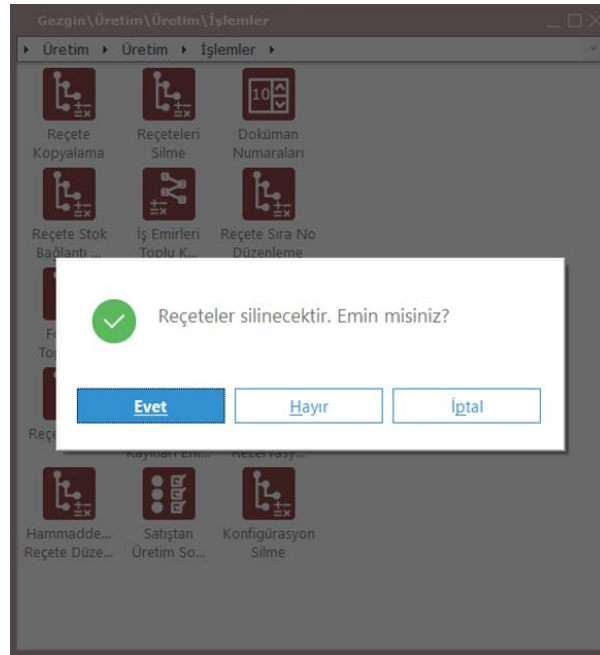 Gezgin\Üretim\Üretim\İşlemler
Üretim Üretim İşlemler
10
Reçete Kopyalama
Reçeteleri Silme
Doküman Numaraları
Reçete Stok Bağlantı ...
İş Emirleri Toplu K...
Reçete Sıra No Düzenleme
Reçeteler silinecektir. Emin misiniz?
Evet Hayır İptal
Hammadde... Reçete Düze...
Satıştan Üretim So...
Konfigürasyon Silme